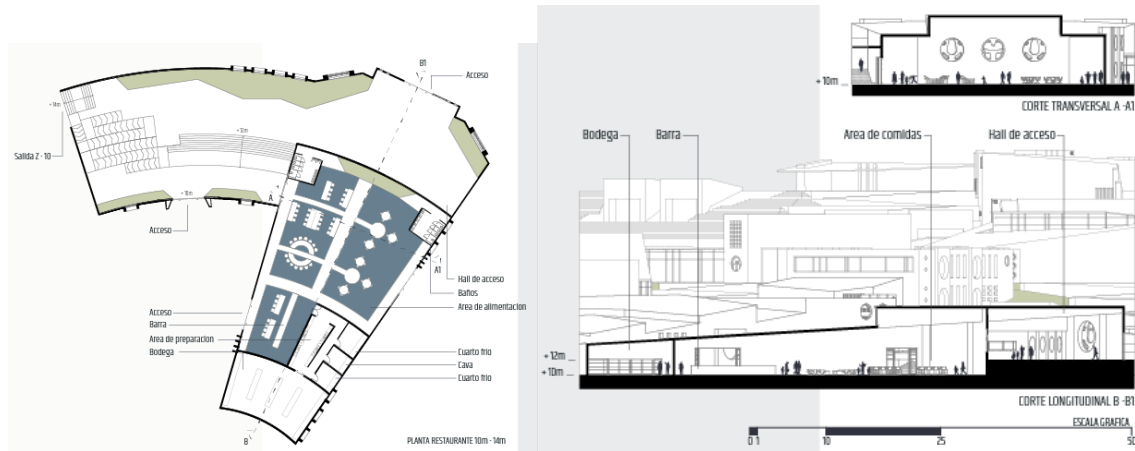 B1
Acceso
+ 14m
+ 12m
Salida Z - 10
+ 10m
A
Acceso
A1
Hall de acceso
Baños
Area de alimentacion
Acceso
Barra
Area de preparacion
Bodega
Cuarto frio
Cava
Cuarto frio
B
PLANTA RESTAURANTE 10m - 14m
+ 10m
CORTE TRANSVERSAL A -A1
Bodega
Barra
Area de comidas
Hall de acceso
+ 12m
+ 10m
CORTE LONGITUDINAL B -B1
ESCALA GRAFICA
0 1 10 25 50